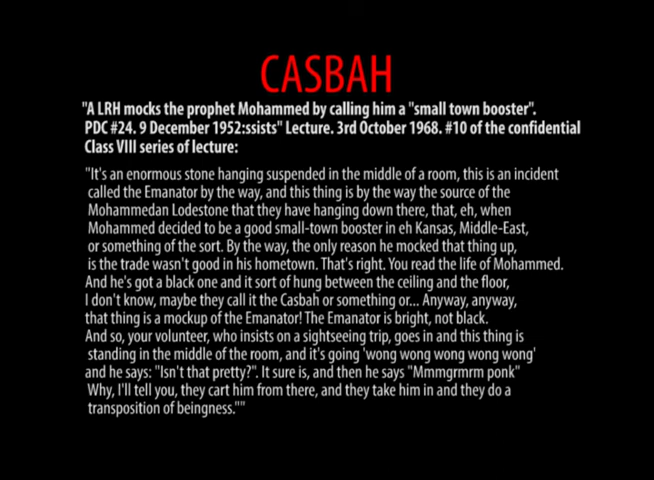 CASBAH
"A LRH mocks the prophet Mohammed by calling him a "small town booster".
PDC #24. 9 December 1952:ssists" Lecture. 3rd October 1968. #10 of the confidential
Class VIII series of lecture:
"It's an enormous stone hanging suspended in the middle of a room, this is an incident
called the Emanator by the way, and this thing is by the way the source of the
Mohammedan Lodestone that they have hanging down there, that, eh, when
Mohammed decided to be a good small-town booster in eh Kansas, Middle-East,
or something of the sort. By the way, the only reason he mocked that thing up,
is the trade wasn't good in his hometown. That's right. You read the life of Mohammed.
And he's got a black one and it sort of hung between the ceiling and the floor,
I don't know, maybe they call it the Casbah or something or... Anyway, anyway,
that thing is a mockup of the Emanator! The Emanator is bright, not black.
And so, your volunteer, who insists on a sightseeing trip, goes in and this thing is
standing in the middle of the room, and it's going 'wong wong wong wong wong'
and he says: "Isn't that pretty?". It sure is, and then he says "Mmmgrmrm ponk"
Why, I'll tell you, they cart him from there, and they take him in and they do a
transposition of beingness.""